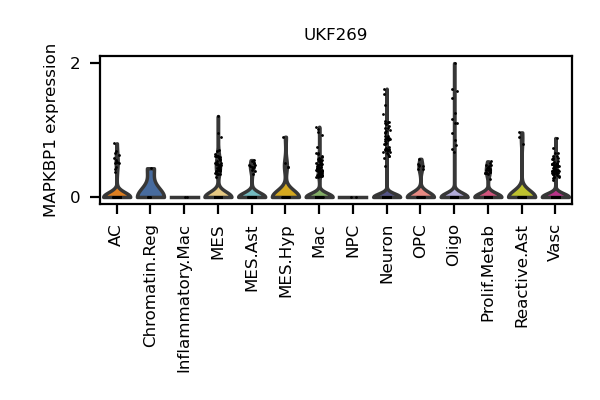 UKF269
MAPKBP1 expression
2
0
AC
Chromatin.Reg
Inflammatory.Mac
MES
MES.Ast
MES.Hyp
Mac
NPC
Neuron
OPC
Oligo
Prolif.Metab
Reactive.Ast
Vasc